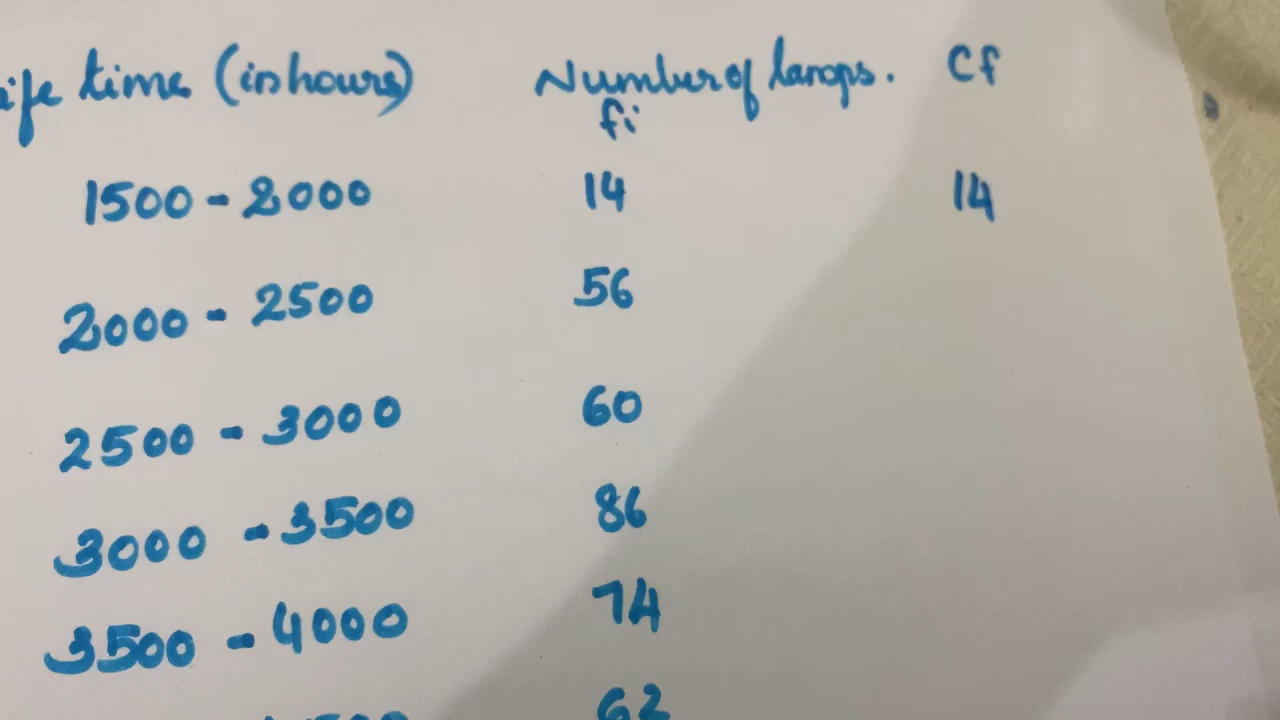 life time (in hours) Number of lamps. Cf
fi
1500 - 2000 14 14
2000 - 2500 56
2500 - 3000 60
3000 - 3500 86
3500 - 4000 74
62